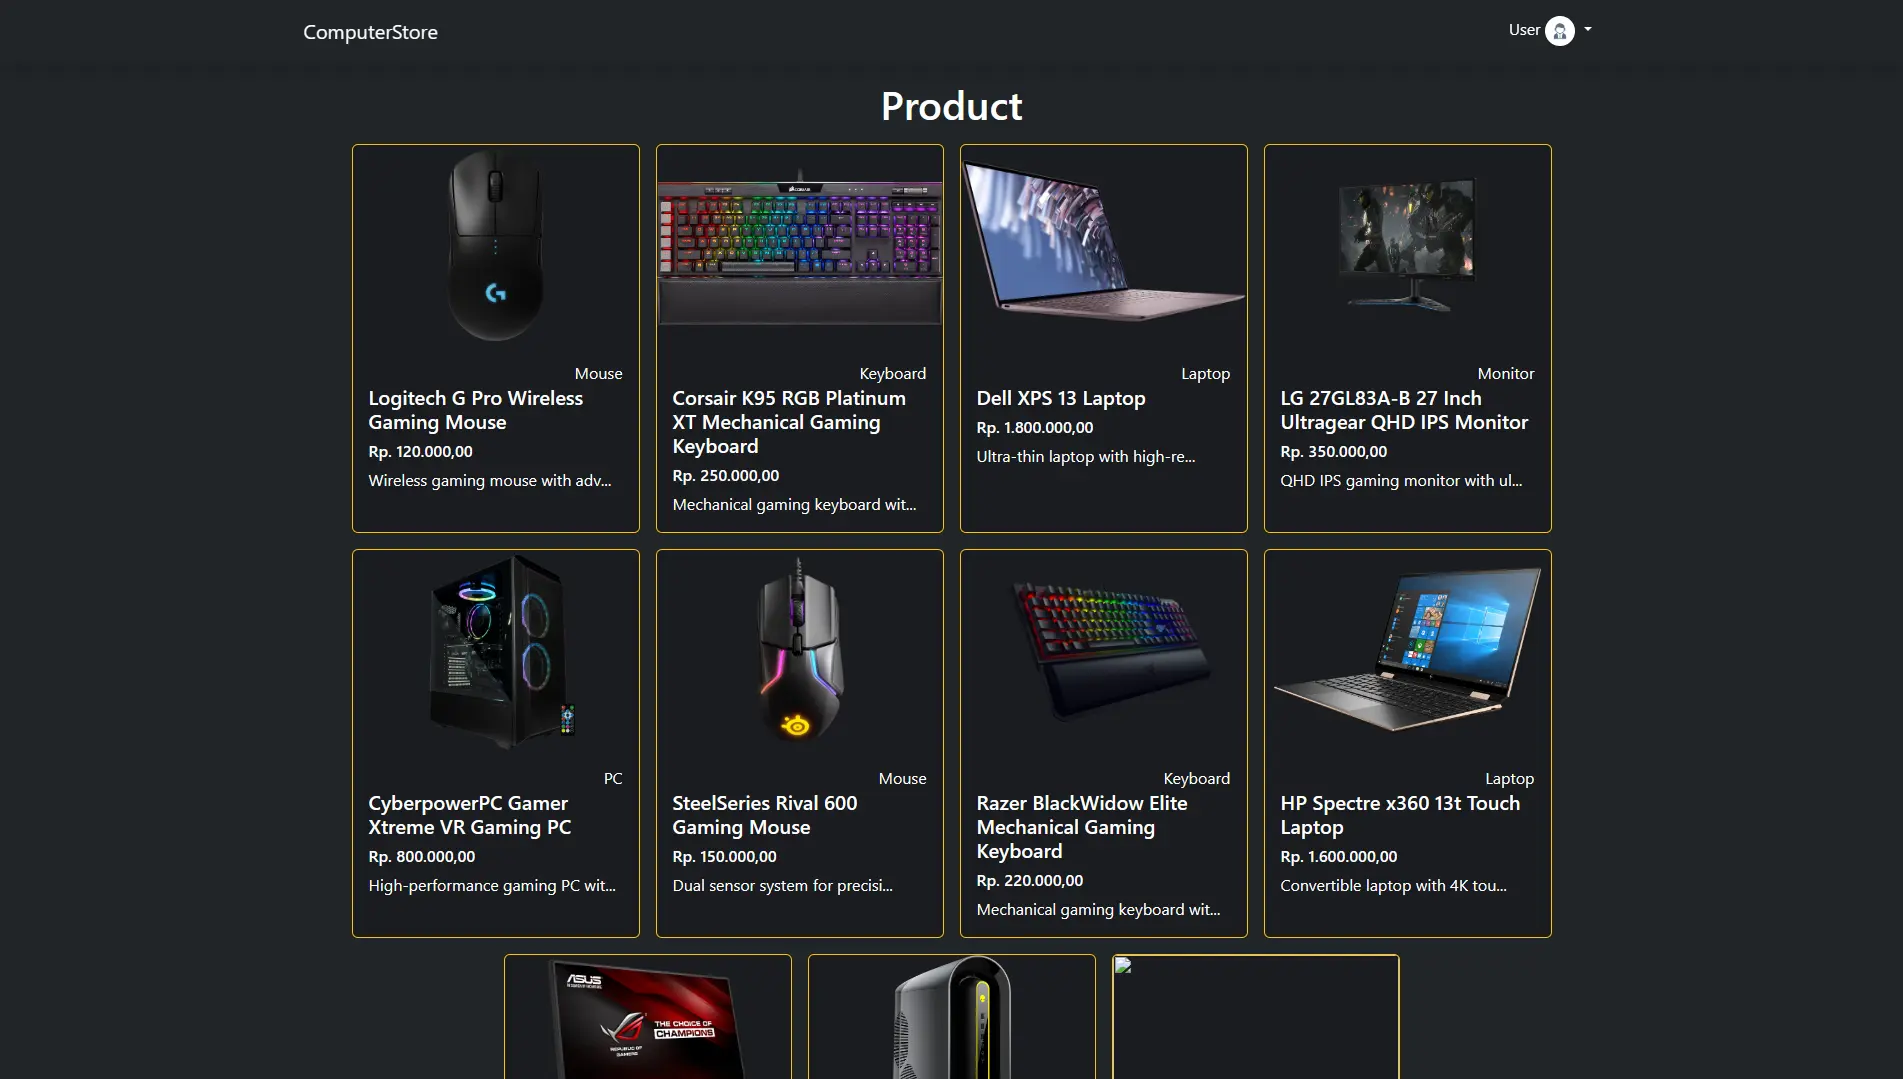 ComputerStore
User
Product
CORSAIR
Mouse
Logitech G Pro Wireless
Gaming Mouse
Rp. 120.000,00
Wireless gaming mouse with adv...
Keyboard
Corsair K95 RGB Platinum
XT Mechanical Gaming
Keyboard
Rp. 250.000,00
Mechanical gaming keyboard wit...
Laptop
Dell XPS 13 Laptop
Rp. 1.800.000,00
Ultra-thin laptop with high-re...
Monitor
LG 27GL83A-B 27 Inch
Ultragear QHD IPS Monitor
Rp. 350.000,00
QHD IPS gaming monitor with ul...
PC
CyberpowerPC Gamer
Xtreme VR Gaming PC
Rp. 800.000,00
High-performance gaming PC wit...
Mouse
SteelSeries Rival 600
Gaming Mouse
Rp. 150.000,00
Dual sensor system for precisi...
Keyboard
Razer BlackWidow Elite
Mechanical Gaming
Keyboard
Rp. 220.000,00
Mechanical gaming keyboard wit...
Laptop
HP Spectre x360 13t Touch
Laptop
Rp. 1.600.000,00
Convertible laptop with 4K tou...
ASUS
THE CHOICE OF
CHAMPIONS
REPUBLIC OF
GAMERS